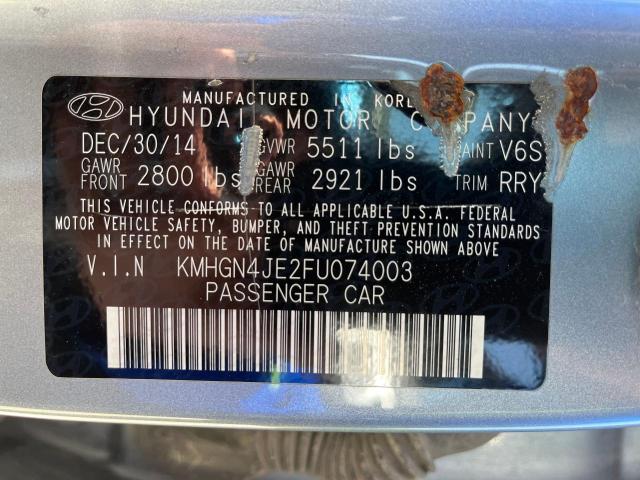 MANUFACTURED IN KOREA
HYUNDAI MOTOR COMPANY
DEC/30/14 GVWR 5511 lbs PAINT V6S
GAWR FRONT 2800 lbs GAWR REAR 2921 lbs TRIM RRY
THIS VEHICLE CONFORMS TO ALL APPLICABLE U.S.A. FEDERAL
MOTOR VEHICLE SAFETY, BUMPER, AND THEFT PREVENTION STANDARDS
IN EFFECT ON THE DATE OF MANUFACTURE SHOWN ABOVE
V.I.N KMHGN4JE2FU074003
PASSENGER CAR